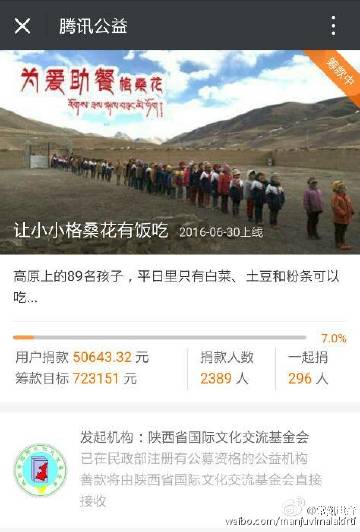 腾讯公益
为爱助餐格桑花
筹款中
让小小格桑花有饭吃 2016-06-30上线
高原上的89名孩子，平日里只有白菜、土豆和粉条可以
吃...
7.0%
用户捐款 50643.32 元
捐款人数
一起捐
筹款目标 723151 元
2389 人
296 人
发起机构：陕西省国际文化交流基金会
已在民政部注册有公募资格的公益机构
善款将由陕西省国际文化交流基金会直接
接收
weibo.com/manjuvimalakirti